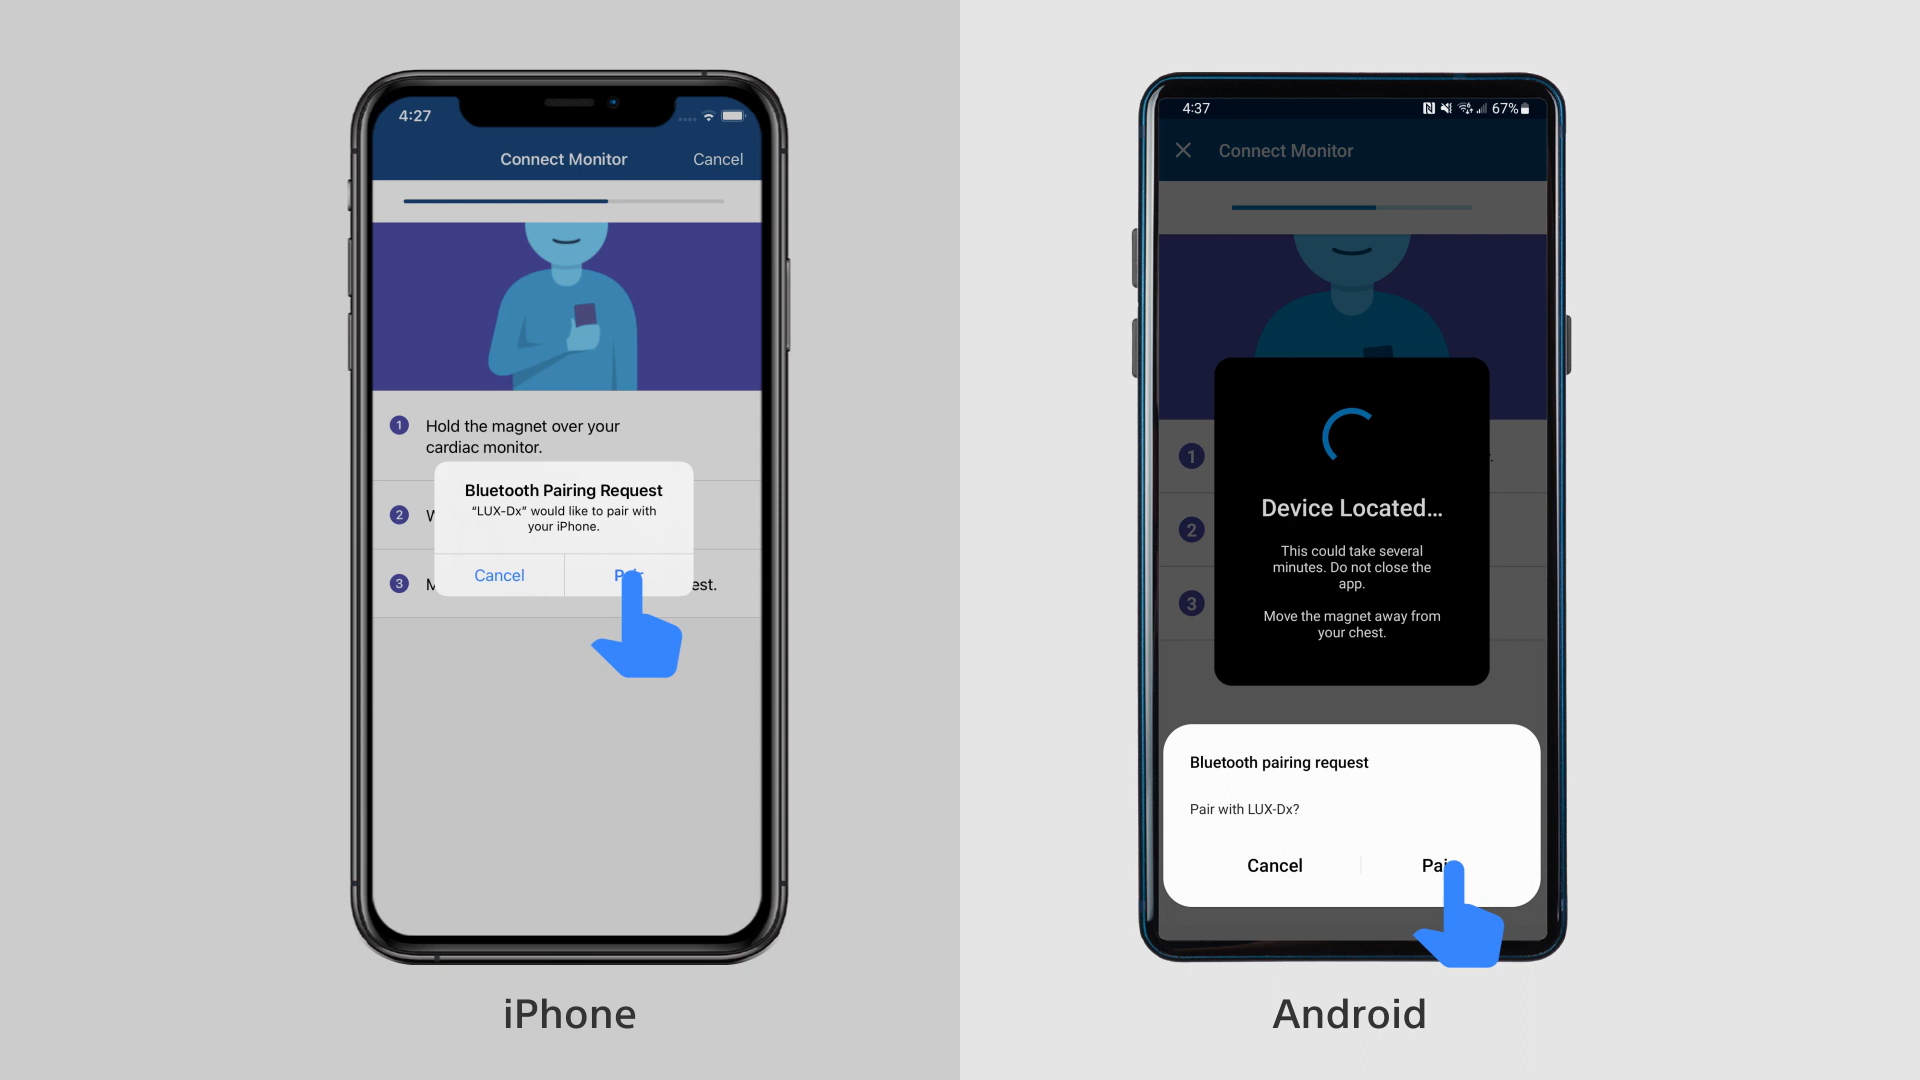 4:27
Connect Monitor
Cancel
1
Hold the magnet over your
cardiac monitor.
2
3
est.
Bluetooth Pairing Request
“LUX-Dx” would like to pair with
your iPhone.
Cancel
iPhone
4:37
67%
Connect Monitor
1
2
3
Device Located...
This could take several
minutes. Do not close the
app.
Move the magnet away from
your chest.
Bluetooth pairing request
Pair with LUX-Dx?
Cancel
Android